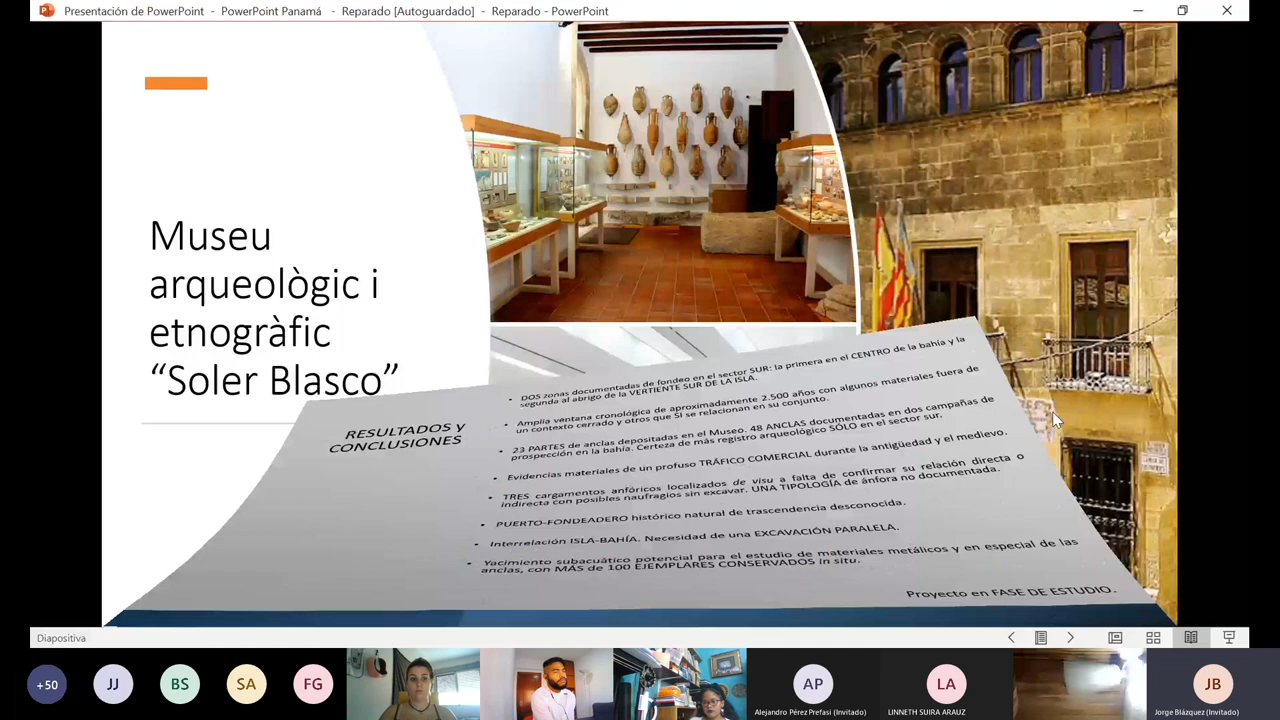 Presentación de PowerPoint - PowerPoint Panamá - Reparado [Autoguardado] - Reparado - PowerPoint
Museu
arqueològic i
etnogràfic
“Soler Blasco”
RESULTADOS y
CONCLUSIONES
• DOS zonas documentadas de fondeo en el sector SUR: la primera en el CENTRO de la bahía y la
segunda al abrigo de la VERTIENTE SUR DE LA ISLA.
• Amplia ventana cronológica de aproximadamente 2.500 años con algunos materiales fuera de
un contexto cerrado y otros que SI se relacionan en su conjunto.
• 23 PARTES de anclas depositadas en el Museo. 48 ANCLAS documentadas en dos campañas de
prospección en la bahía. Certeza de más registro arqueológico SOLO en el sector sur.
• Evidencias materiales de un profuso TRÁFICO COMERCIAL durante la antigüedad y el medievo.
• TRES cargamentos anfóricos localizados de visu a falta de confirmar su relación directa o
indirecta con posibles naufragios sin excavar. UNA TIPOLOGÍA de ánfora no documentada.
• PUERTO-FONDEADERO histórico natural de trascendencia desconocida.
• Interrelación ISLA-BAHÍA. Necesidad de una EXCAVACIÓN PARALELA.
• Yacimiento subacuático potencial para el estudio de materiales metálicos y en especial de las
anclas, con MÁS de 100 EJEMPLARES CONSERVADOS in situ.
Proyecto en FASE DE ESTUDIO.
Diapositiva
+50
JJ
BS
SA
FG
AP
Alejandro Pérez Prefasi (Invitado)
LA
LINNETH SUIRA ARAUZ
JB
Jorge Blázquez (Invitado)